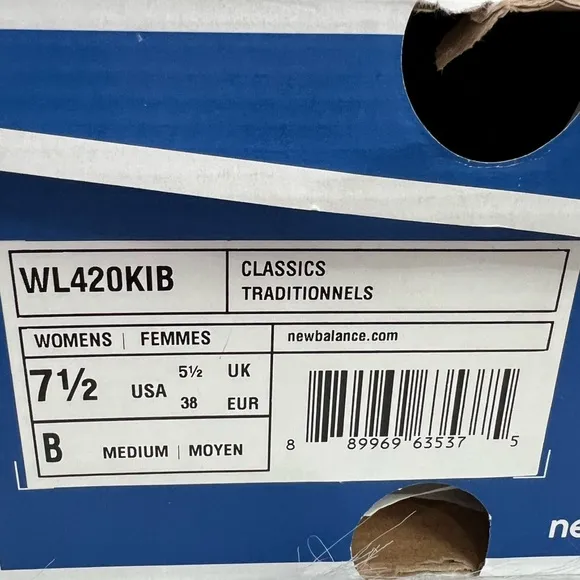 WL420KIB
CLASSICS
TRADITIONNELS
WOMENS | FEMMES
newbalance.com
7½ USA
5½ UK
38 EUR
B MEDIUM | MOYEN
8 89969 63537 5
ne